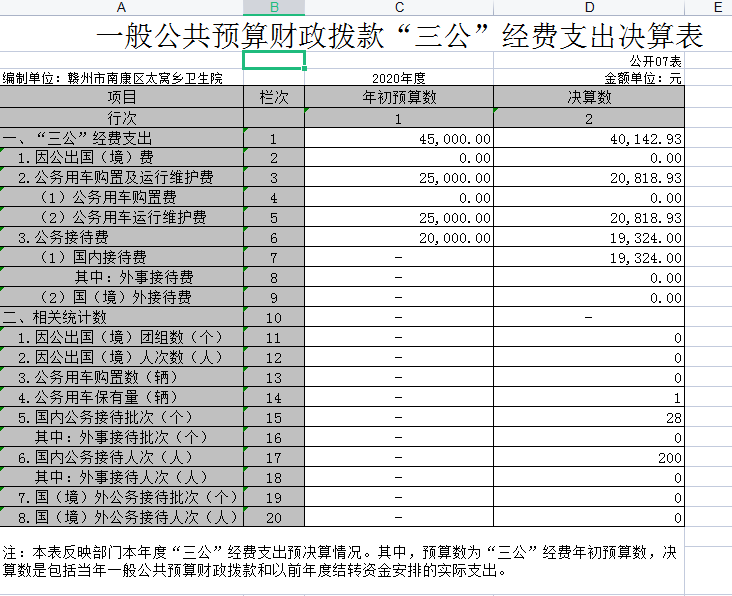 A B C D E
一般公共预算财政拨款“三公”经费支出决算表
公开07表
编制单位：赣州市南康区太窝乡卫生院 2020年度 金额单位：元
项目 栏次 年初预算数 决算数
行次 1 2
一、“三公”经费支出 1 45,000.00 40,142.93
1.因公出国（境）费 2 0.00 0.00
2.公务用车购置及运行维护费 3 25,000.00 20,818.93
（1）公务用车购置费 4 0.00 0.00
（2）公务用车运行维护费 5 25,000.00 20,818.93
3.公务接待费 6 20,000.00 19,324.00
（1）国内接待费 7 － 19,324.00
其中：外事接待费 8 － 0.00
（2）国（境）外接待费 9 － 0.00
二、相关统计数 10 － －
1.因公出国（境）团组数（个） 11 － 0
2.因公出国（境）人次数（人） 12 － 0
3.公务用车购置数（辆） 13 － 0
4.公务用车保有量（辆） 14 － 1
5.国内公务接待批次（个） 15 － 28
其中：外事接待批次（个） 16 － 0
6.国内公务接待人次（人） 17 － 200
其中：外事接待人次（人） 18 － 0
7.国（境）外公务接待批次（个） 19 － 0
8.国（境）外公务接待人次（人） 20 － 0
注：本表反映部门本年度“三公”经费支出预决算情况。其中，预算数为“三公”经费年初预算数，决
算数是包括当年一般公共预算财政拨款和以前年度结转资金安排的实际支出。